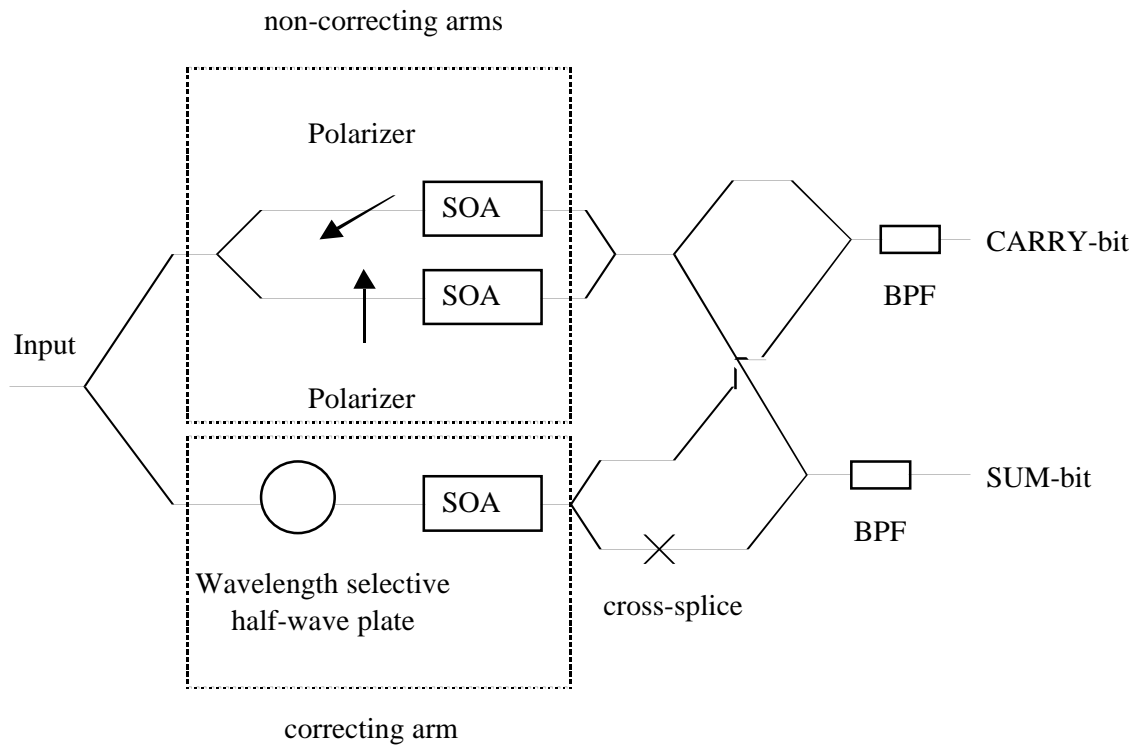 non-correcting arms
Polarizer
SOA
CARRY-bit
SOA
BPF
Input
Polarizer
SOA
SUM-bit
BPF
Wavelength selective
half-wave plate
cross-splice
correcting arm